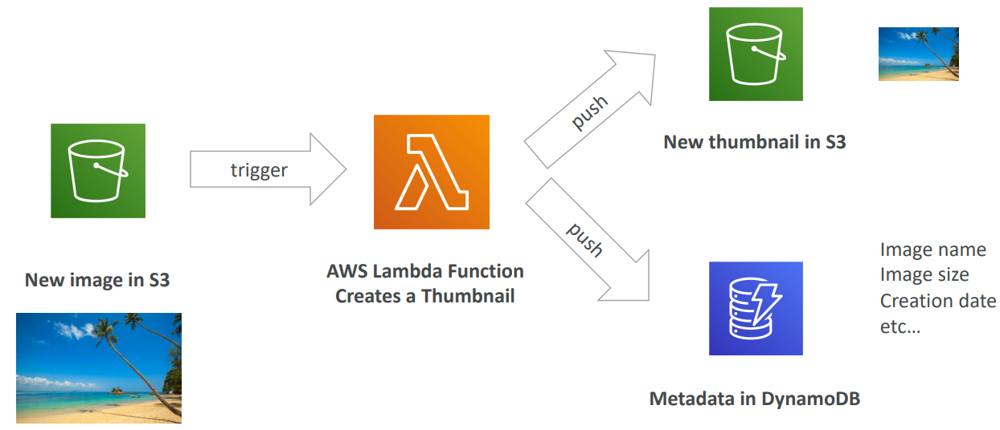 New image in S3
trigger
AWS Lambda Function
Creates a Thumbnail
push
New thumbnail in S3
push
Metadata in DynamoDB
Image name
Image size
Creation date
etc…